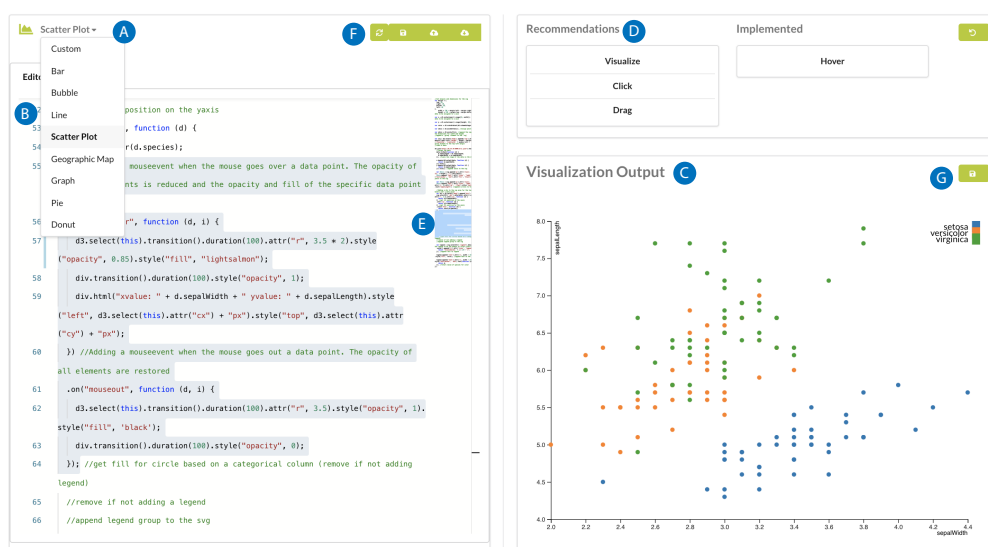 Scatter Plot
A
F
Custom
Bar
Bubble
Line
Scatter Plot
Geographic Map
Graph
Pie
Donut
Edito
B
position on the yaxis
53 , function (d) {
54 r(d.species);
55 mouseevent when the mouse goes over a data point. The opacity of
nts is reduced and the opacity and fill of the specific data point
56 r", function (d, i) {
57 d3.select(this).transition().duration(100).attr("r", 3.5 * 2).style
("opacity", 0.85).style("fill", "lightsalmon");
58 div.transition().duration(100).style("opacity", 1);
59 div.html("xvalue: " + d.sepalWidth + " yvalue: " + d.sepalLength).style
("left", d3.select(this).attr("cx") + "px").style("top", d3.select(this).attr
("cy") + "px");
60 }) //Adding a mouseevent when the mouse goes out a data point. The opacity of
all elements are restored
61 .on("mouseout", function (d, i) {
62 d3.select(this).transition().duration(100).attr("r", 3.5).style("opacity", 1).
style("fill", 'black');
63 div.transition().duration(100).style("opacity", 0);
64 }); //get fill for circle based on a categorical column (remove if not adding
legend)
65 //remove if not adding a legend
66 //append legend group to the svg
E
Recommendations D
Visualize
Click
Drag
Implemented
Hover
Visualization Output C
G
sepalLength
setosa
versicolor
virginica
8.0
7.0
6.5
6.0
5.5
5.0
4.6
4.0
2.0 2.2 2.4 2.6 2.8 3.0 3.2 3.4 3.6 3.8 4.0 4.2 4.4
sepalWidth